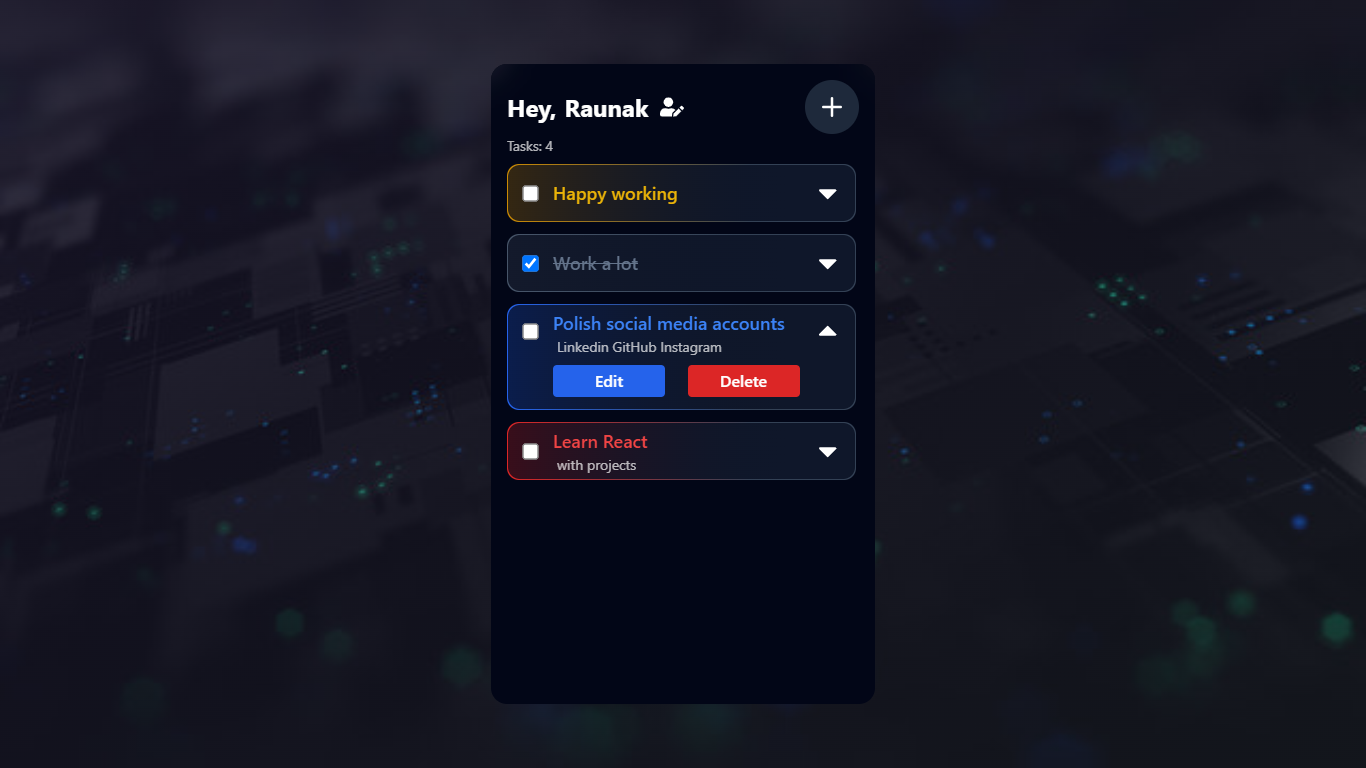 Hey, Raunak
Tasks: 4
Happy working
Work a lot
Polish social media accounts
Linkedin GitHub Instagram
Edit Delete
Learn React
with projects